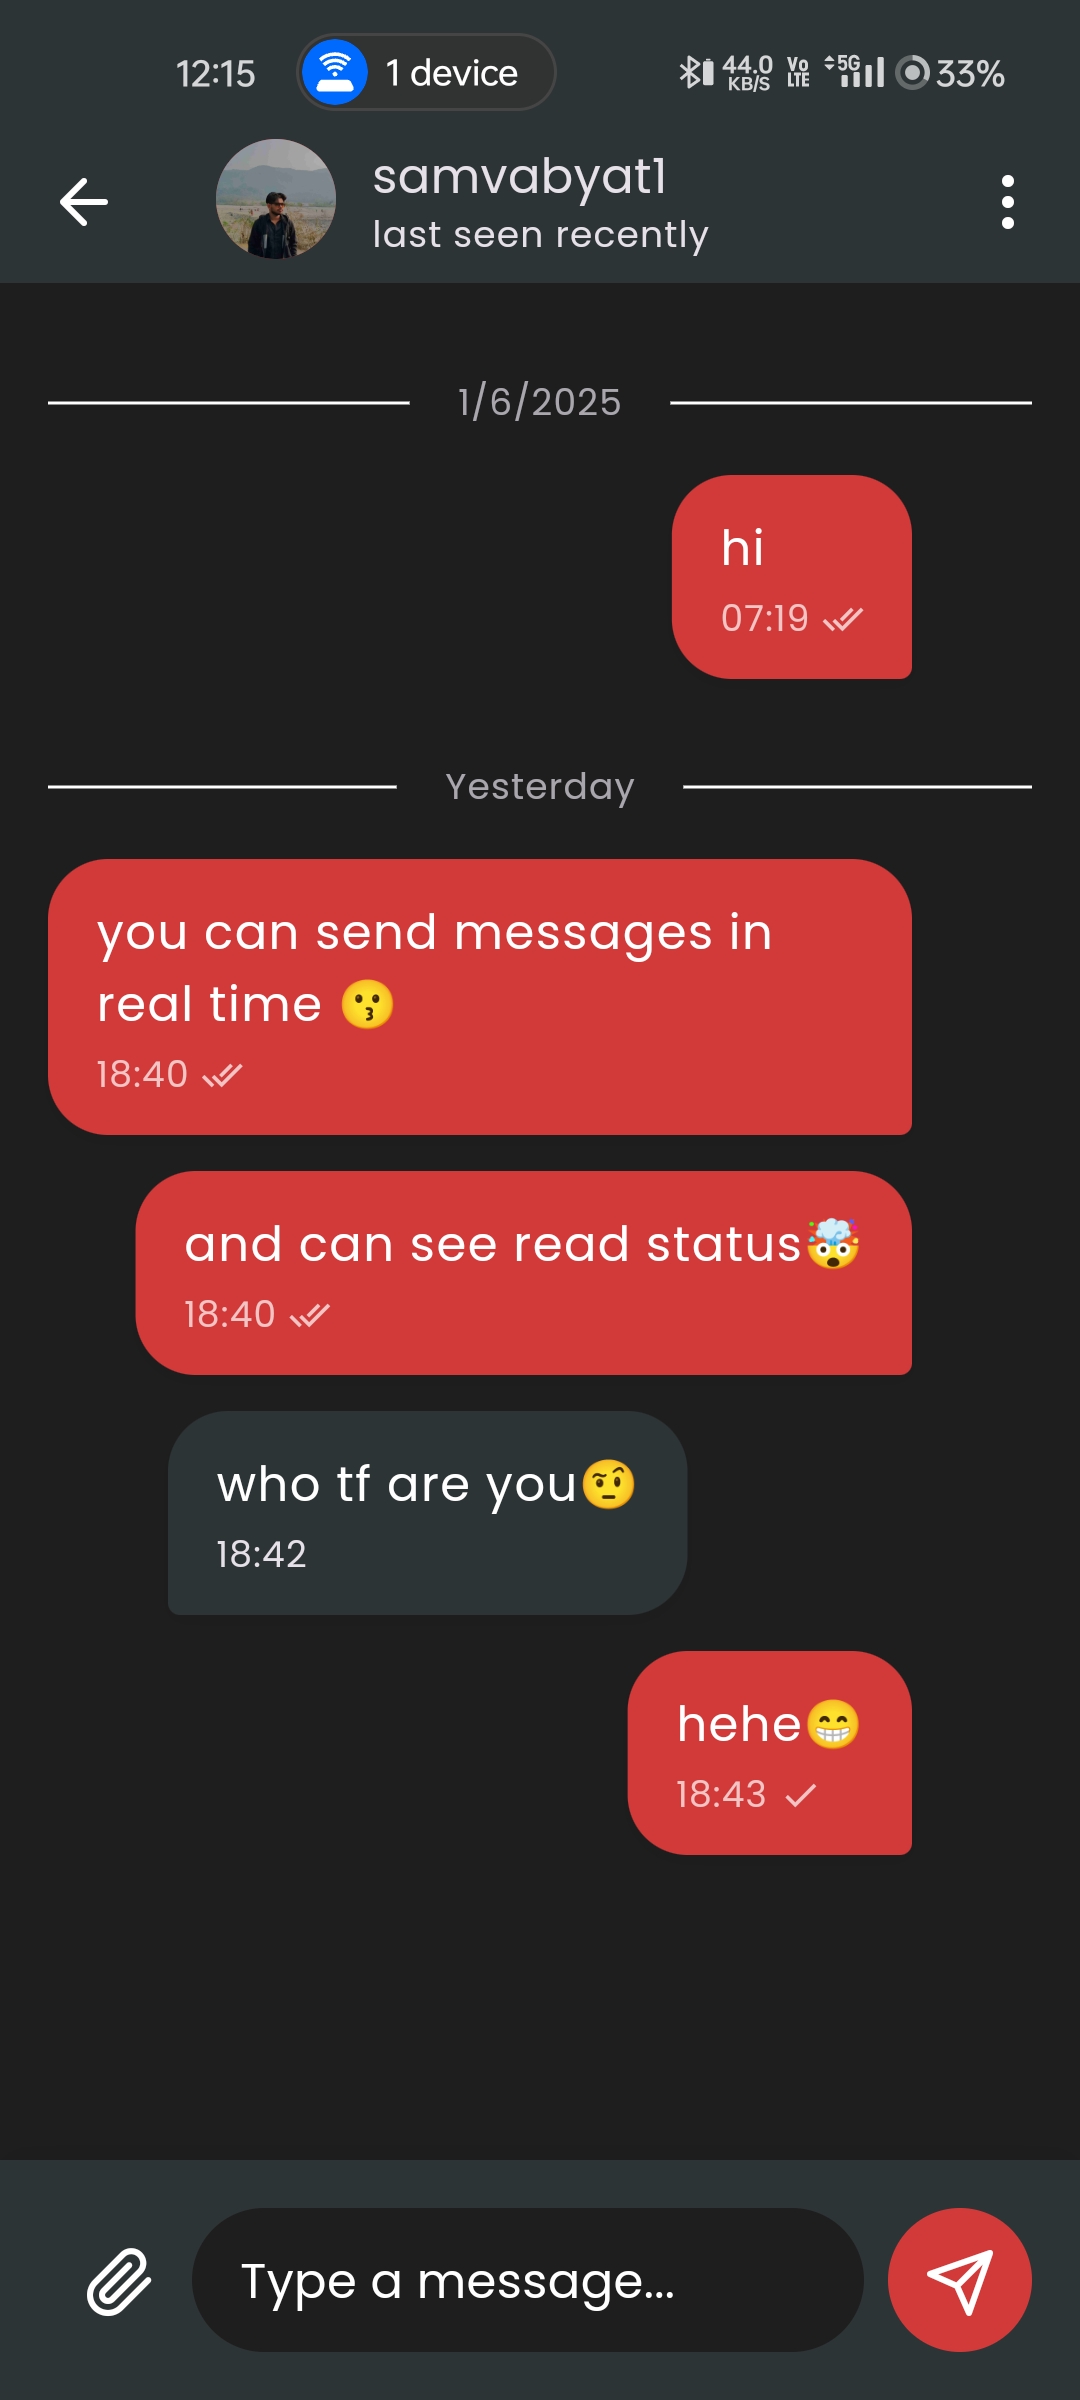 12:15 1 device 44.0 KB/S Vo LTE 5G 33%
samvabyat1
last seen recently
1/6/2025
hi
07:19
Yesterday
you can send messages in
real time 😗
18:40
and can see read status🤯
18:40
who tf are you🤨
18:42
hehe😁
18:43
Type a message...